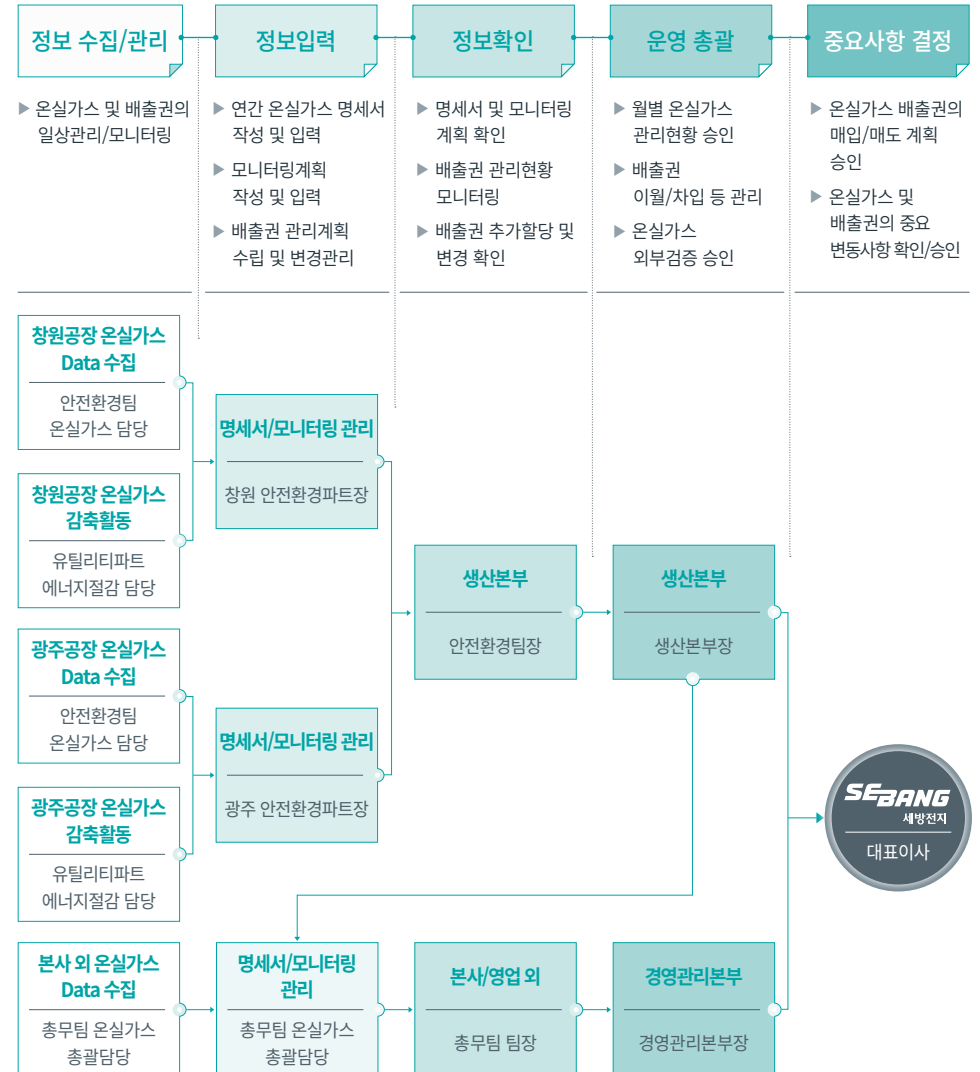 정보 수집/관리
정보입력
정보확인
운영 총괄
중요사항 결정
▶ 온실가스 및 배출권의
일상관리/모니터링
▶ 연간 온실가스 명세서
작성 및 입력
▶ 모니터링계획
작성 및 입력
▶ 배출권 관리계획
수립 및 변경관리
▶ 명세서 및 모니터링
계획 확인
▶ 배출권 관리현황
모니터링
▶ 배출권 추가할당 및
변경 확인
▶ 월별 온실가스
관리현황 승인
▶ 배출권
이월/차입 등 관리
▶ 온실가스
외부검증 승인
▶ 온실가스 배출권의
매입/매도 계획
승인
▶ 온실가스 및
배출권의 중요
변동사항 확인/승인
창원공장 온실가스
Data 수집
안전환경팀
온실가스 담당
창원공장 온실가스
감축활동
유틸리티파트
에너지절감 담당
광주공장 온실가스
Data 수집
안전환경팀
온실가스 담당
광주공장 온실가스
감축활동
유틸리티파트
에너지절감 담당
본사 외 온실가스
Data 수집
총무팀 온실가스
총괄담당
명세서/모니터링 관리
창원 안전환경파트장
명세서/모니터링 관리
광주 안전환경파트장
명세서/모니터링
관리
총무팀 온실가스
총괄담당
생산본부
안전환경팀장
본사/영업 외
총무팀 팀장
생산본부
생산본부장
경영관리본부
경영관리본부장
SEBANG
세방전지
대표이사